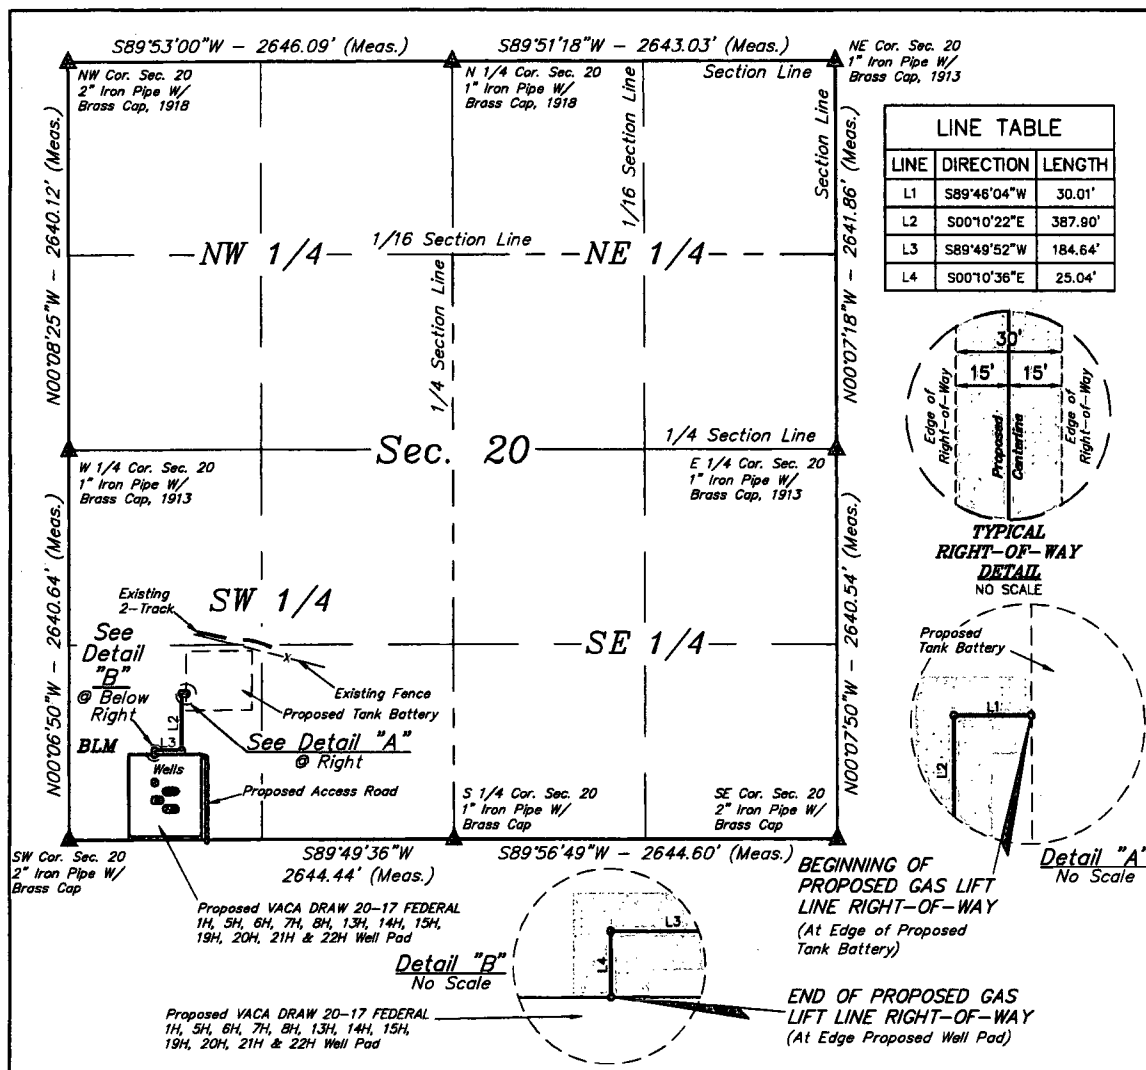 S89°53'00"W - 2646.09' (Meas.)
S89°51'18"W - 2643.03' (Meas.)
NW Cor. Sec. 20
2" Iron Pipe W/
Brass Cap, 1918
N 1/4 Cor. Sec. 20
1" Iron Pipe W/
Brass Cap, 1918
Section Line
NE Cor. Sec. 20
1" Iron Pipe W/
Brass Cap, 1913
N00°08'25"W - 2640.12' (Meas.)
1/16 Section Line
Section Line
N00°07'18"W - 2641.86' (Meas.)
LINE TABLE
LINE DIRECTION LENGTH
L1 S89°46'04"W 30.01'
L2 S00°10'22"E 387.90'
L3 S89°49'52"W 184.64'
L4 S00°10'36"E 25.04'
NW 1/4
1/16 Section Line
NE 1/4
1/4 Section Line
30'
15' 15'
Edge of
Right-of-Way
Proposed
Centerline
Edge of
Right-of-Way
TYPICAL
RIGHT-OF-WAY
DETAIL
NO SCALE
Sec. 20
1/4 Section Line
W 1/4 Cor. Sec. 20
1" Iron Pipe W/
Brass Cap, 1913
E 1/4 Cor. Sec. 20
1" Iron Pipe W/
Brass Cap, 1913
N00°06'50"W - 2640.64' (Meas.)
N00°07'50"W - 2640.54' (Meas.)
Existing
2-Track
SW 1/4
SE 1/4
See
Detail
"B"
@ Below
Right
x
Existing Fence
Proposed Tank Battery
L2
L3
See Detail "A"
@ Right
BLM
Wells
Proposed Access Road
Proposed
Tank Battery
L1
L2
Detail "A"
No Scale
S 1/4 Cor. Sec. 20
1" Iron Pipe W/
Brass Cap
SE Cor. Sec. 20
2" Iron Pipe W/
Brass Cap
SW Cor. Sec. 20
2" Iron Pipe W/
Brass Cap
S89°49'36"W
2644.44' (Meas.)
S89°56'49"W - 2644.60' (Meas.)
BEGINNING OF
PROPOSED GAS LIFT
LINE RIGHT-OF-WAY
(At Edge of Proposed
Tank Battery)
Proposed VACA DRAW 20-17 FEDERAL
1H, 5H, 6H, 7H, 8H, 13H, 14H, 15H,
19H, 20H, 21H & 22H Well Pad
Detail "B"
No Scale
L3
L4
Proposed VACA DRAW 20-17 FEDERAL
1H, 5H, 6H, 7H, 8H, 13H, 14H, 15H,
19H, 20H, 21H & 22H Well Pad
END OF PROPOSED GAS
LIFT LINE RIGHT-OF-WAY
(At Edge Proposed Well Pad)